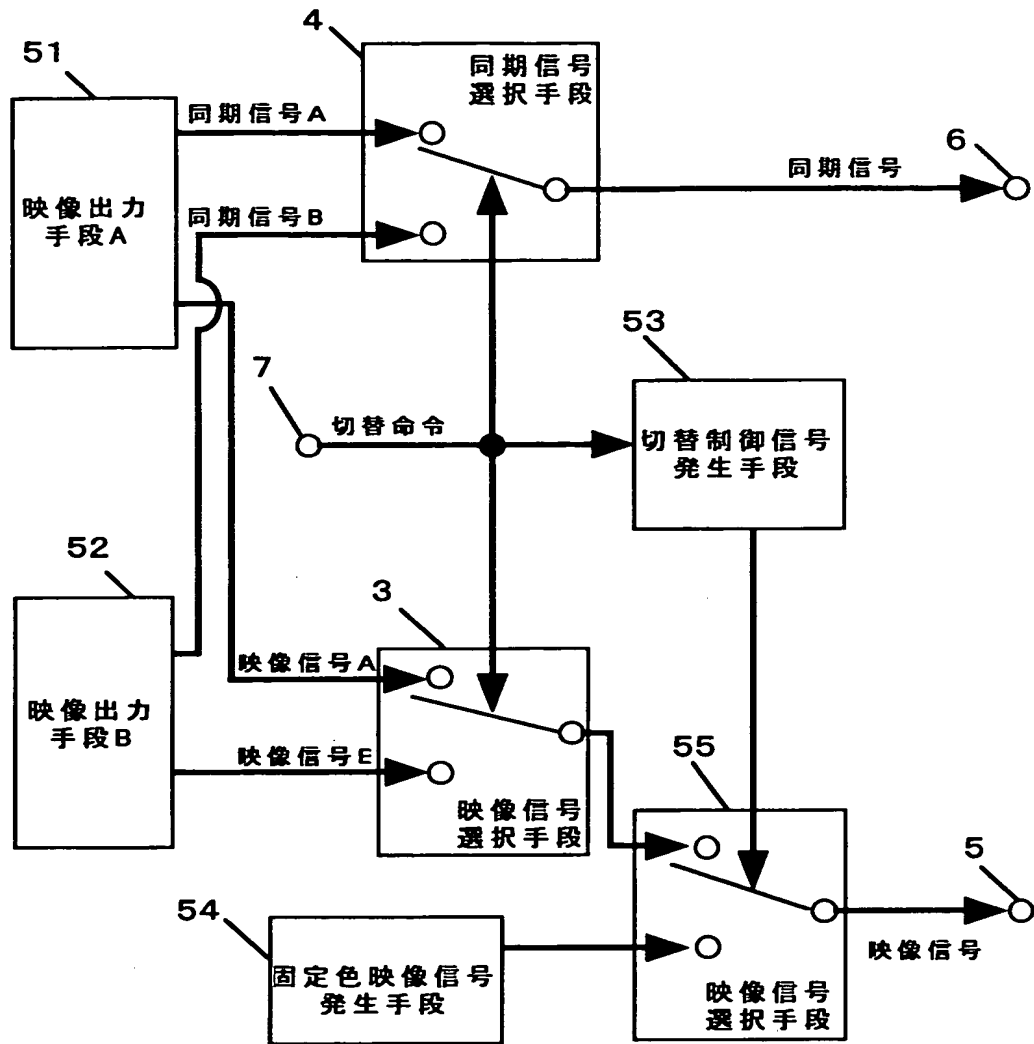 4
同期信号
選択手段
51
同期信号A
6
同期信号
映像出力
手段A
同期信号B
53
7
切替命令
切替制御信号
発生手段
52
3
映像信号A
映像出力
手段B
映像信号E
映像信号
選択手段
55
5
54
映像信号
固定色映像信号
発生手段
映像信号
選択手段